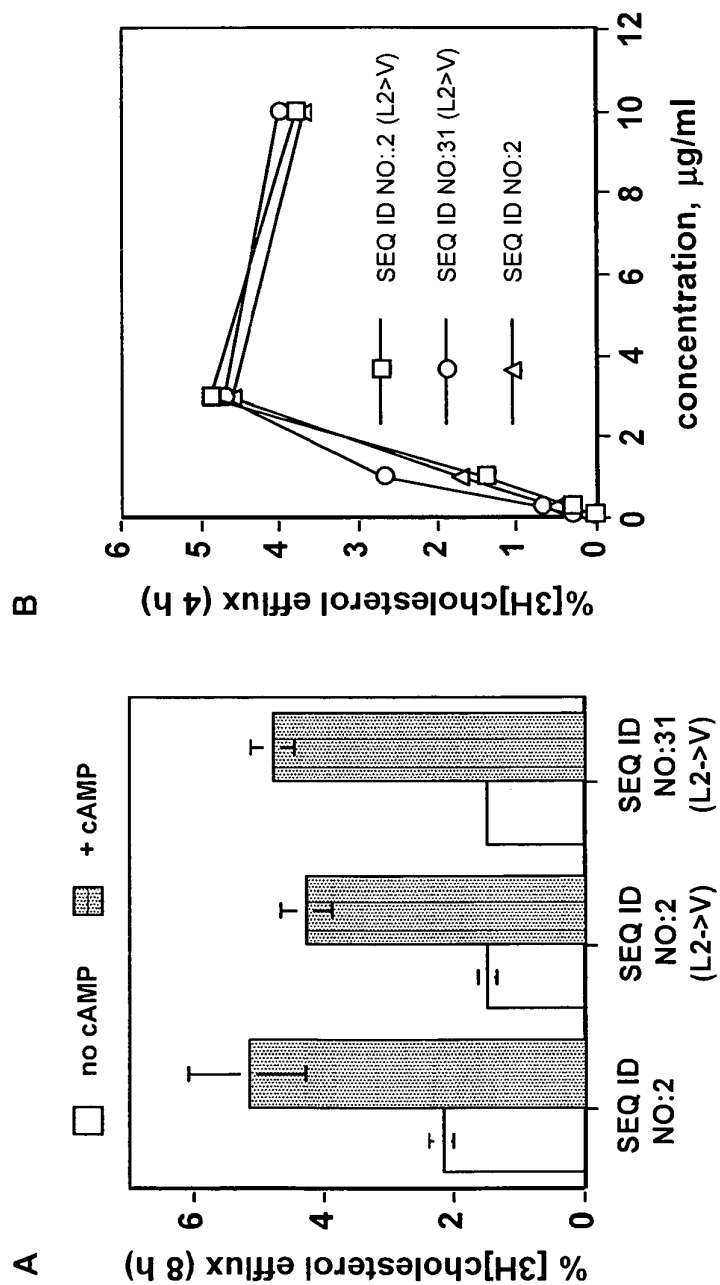 A
no cAMP
+ cAMP
% [3H]cholesterol efflux (8 h)
6
4
2
0
SEQ ID
NO:2
SEQ ID
NO:2
(L2->V)
SEQ ID
NO:31
(L2->V)
B
%[3H]cholesterol efflux (4 h)
6
5
4
3
2
1
0
SEQ ID NO:.2 (L2>V)
SEQ ID NO:31 (L2>V)
SEQ ID NO:2
0 2 4 6 8 10 12
concentration, µg/ml